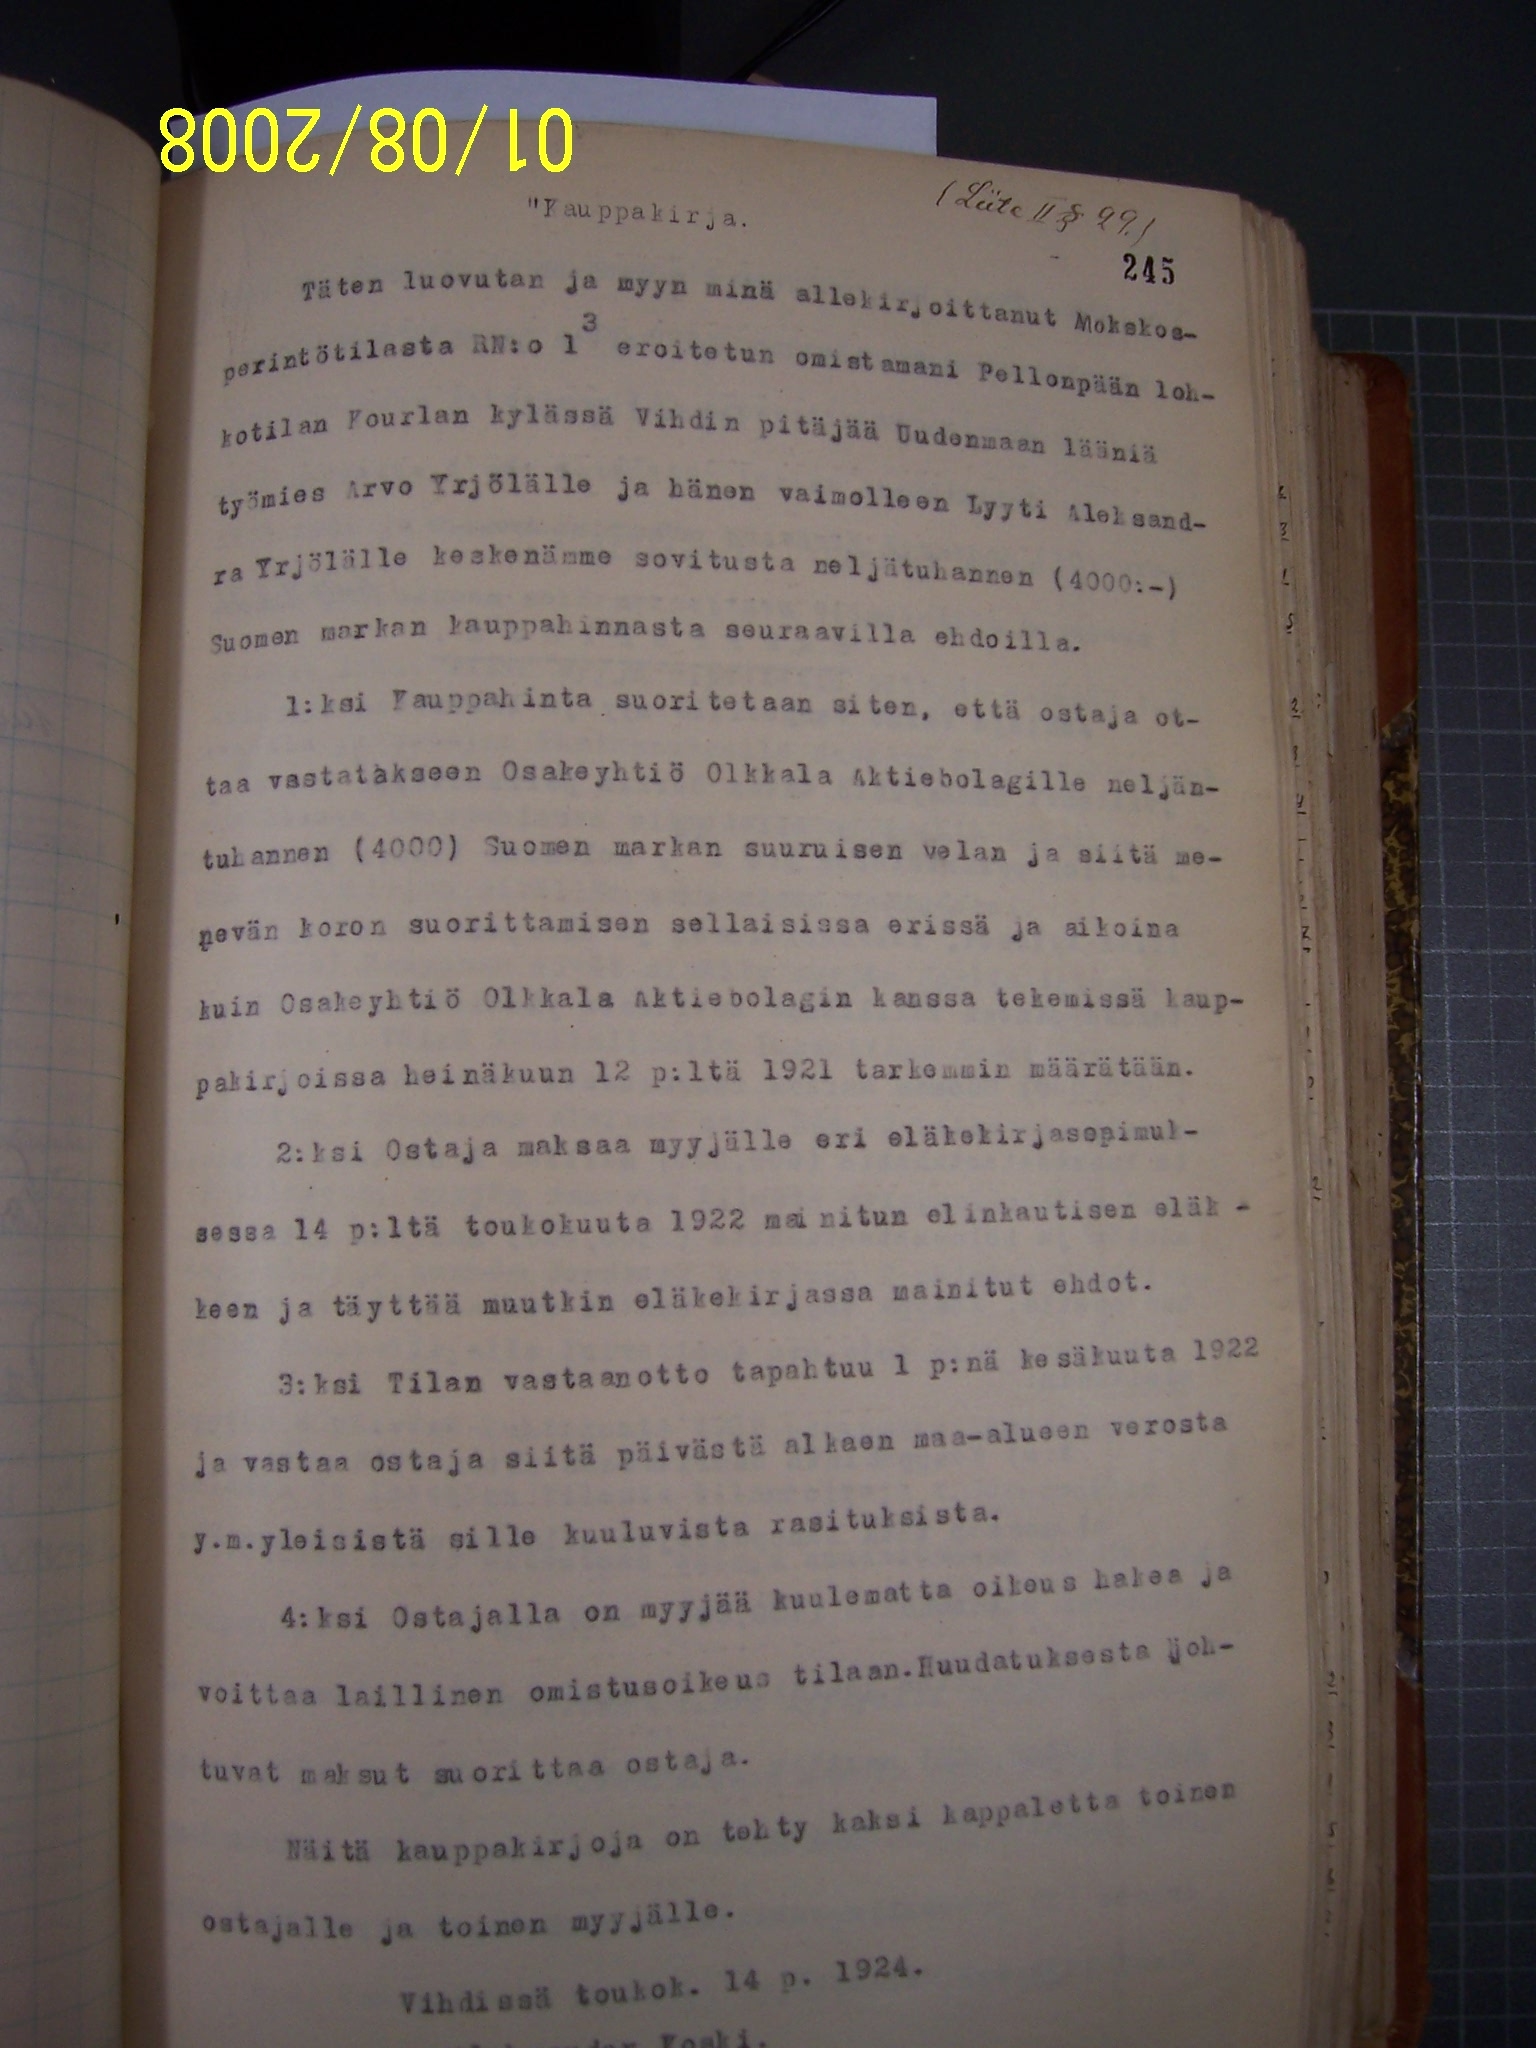 01/08/2008
(Liite II § 29.)
"Kauppakirja.
245
Täten luovutan ja myyn minä allekirjoittanut Mokskos-
perintötilasta RN:o 1³ eroitetun omistamani Pellonpään loh-
kotilan Kourlan kylässä Vihdin pitäjää Uudenmaan lääniä
työmies Arvo Yrjölälle ja hänen vaimolleen Lyyti Aleksand-
ra Yrjölälle keskenämme sovitusta neljätuhannen (4000:-)
Suomen markan kauppahinnasta seuraavilla ehdoilla.
1:ksi Kauppahinta suoritetaan siten, että ostaja ot-
taa vastatakseen Osakeyhtiö Olkkala Aktiebolagille neljän-
tuhannen (4000) Suomen markan suuruisen velan ja siitä me-
nevän koron suorittamisen sellaisissa erissä ja aikoina
kuin Osakeyhtiö Olkkala Aktiebolagin kanssa tekemissä kaup-
pakirjoissa heinäkuun 12 p:ltä 1921 tarkemmin määrätään.
2:ksi Ostaja maksaa myyjälle eri eläkekirjasopimuk-
sessa 14 p:ltä toukokuuta 1922 mainitun elinkautisen eläk-
keen ja täyttää muutkin eläkekirjassa mainitut ehdot.
3:ksi Tilan vastaanotto tapahtuu 1 p:nä kesäkuuta 1922
ja vastaa ostaja siitä päivästä alkaen maa-alueen verosta
y.m.yleisistä sille kuuluvista rasituksista.
4:ksi Ostajalla on myyjää kuulematta oikeus hakea ja
voittaa laillinen omistusoikeus tilaan.Huudatuksesta joh-
tuvat maksut suorittaa ostaja.
Näitä kauppakirjoja on tehty kaksi kappaletta toinen
ostajalle ja toinen myyjälle.
Vihdissä toukok. 14 p. 1924.
Koski.